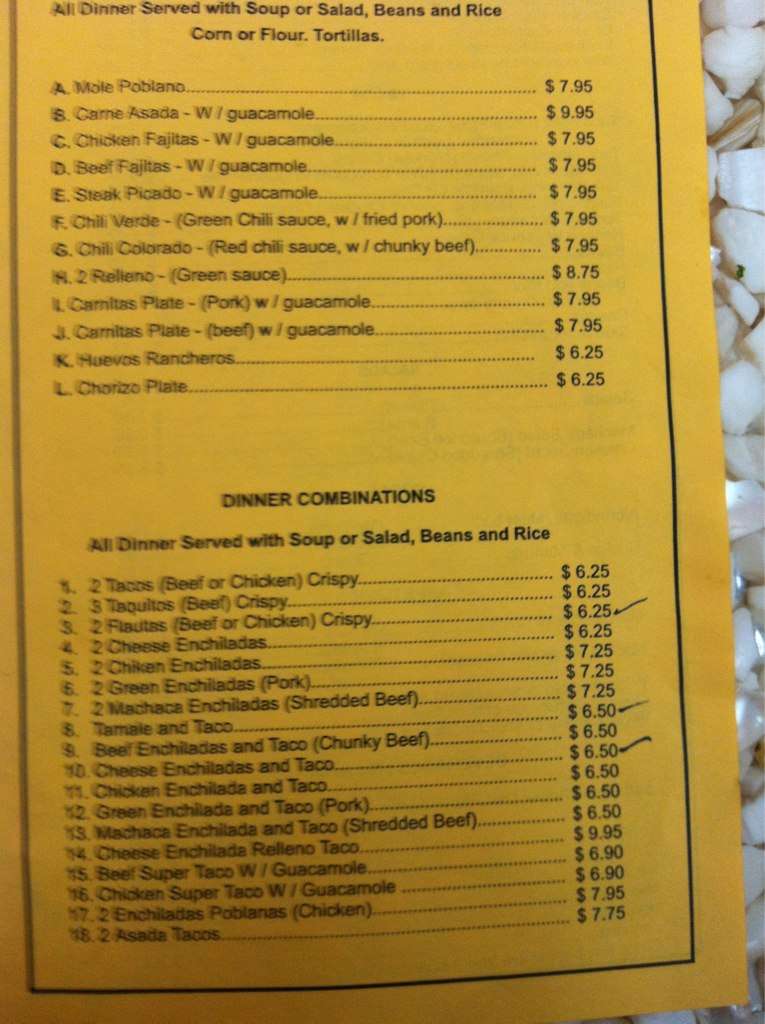 All Dinner Served with Soup or Salad, Beans and Rice
Corn or Flour. Tortillas.
A. Mole Poblano........ $ 7.95
B. Carne Asada - W / guacamole........ $ 9.95
C. Chicken Fajitas - W / guacamole........ $ 7.95
D. Beef Fajitas - W / guacamole........ $ 7.95
E. Steak Picado - W / guacamole........ $ 7.95
F. Chili Verde - (Green Chili sauce, w / fried pork)........ $ 7.95
G. Chili Colorado - (Red chili sauce, w / chunky beef)........ $ 7.95
H. 2 Relleno - (Green sauce)........ $ 8.75
I. Carnitas Plate - (Pork) w / guacamole........ $ 7.95
J. Carnitas Plate - (beef) w / guacamole........ $ 7.95
K. Huevos Rancheros........ $ 6.25
L. Chorizo Plate........ $ 6.25
DINNER COMBINATIONS
All Dinner Served with Soup or Salad, Beans and Rice
1. 2 Tacos (Beef or Chicken) Crispy........ $ 6.25
2. 3 Taquitos (Beef) Crispy........ $ 6.25
3. 2 Flautas (Beef or Chicken) Crispy........ $ 6.25
4. 2 Cheese Enchiladas........ $ 6.25
5. 2 Chiken Enchiladas........ $ 7.25
6. 2 Green Enchiladas (Pork)........ $ 7.25
7. 2 Machaca Enchiladas (Shredded Beef)........ $ 7.25
8. Tamale and Taco........ $ 6.50
9. Beef Enchiladas and Taco (Chunky Beef)........ $ 6.50
10. Cheese Enchiladas and Taco........ $ 6.50
11. Chicken Enchilada and Taco........ $ 6.50
12. Green Enchilada and Taco (Pork)........ $ 6.50
13. Machaca Enchilada and Taco (Shredded Beef)........ $ 6.50
14. Cheese Enchilada Relleno Taco........ $ 9.95
15. Beef Super Taco W / Guacamole........ $ 6.90
16. Chicken Super Taco W / Guacamole ........ $ 6.90
17. 2 Enchiladas Poblanas (Chicken)........ $ 7.95
18. 2 Asada Tacos........ $ 7.75